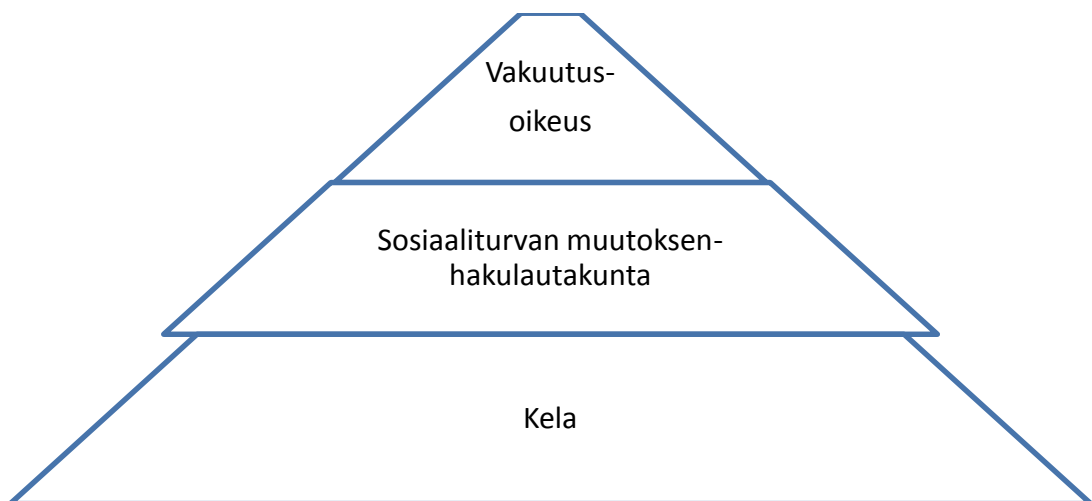 Vakuutus-
oikeus
Sosiaaliturvan muutoksen-
hakulautakunta
Kela